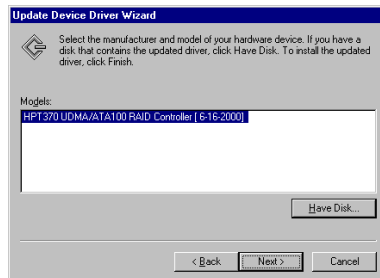 Update Device Driver Wizard
Select the manufacturer and model of your hardware device. If you have a
disk that contains the updated driver, click Have Disk. To install the updated
driver, click Finish.
Models:
HPT370 UDMA/ATA100 RAID Controller [ 6-16-2000]
Have Disk...
< Back
Next >
Cancel